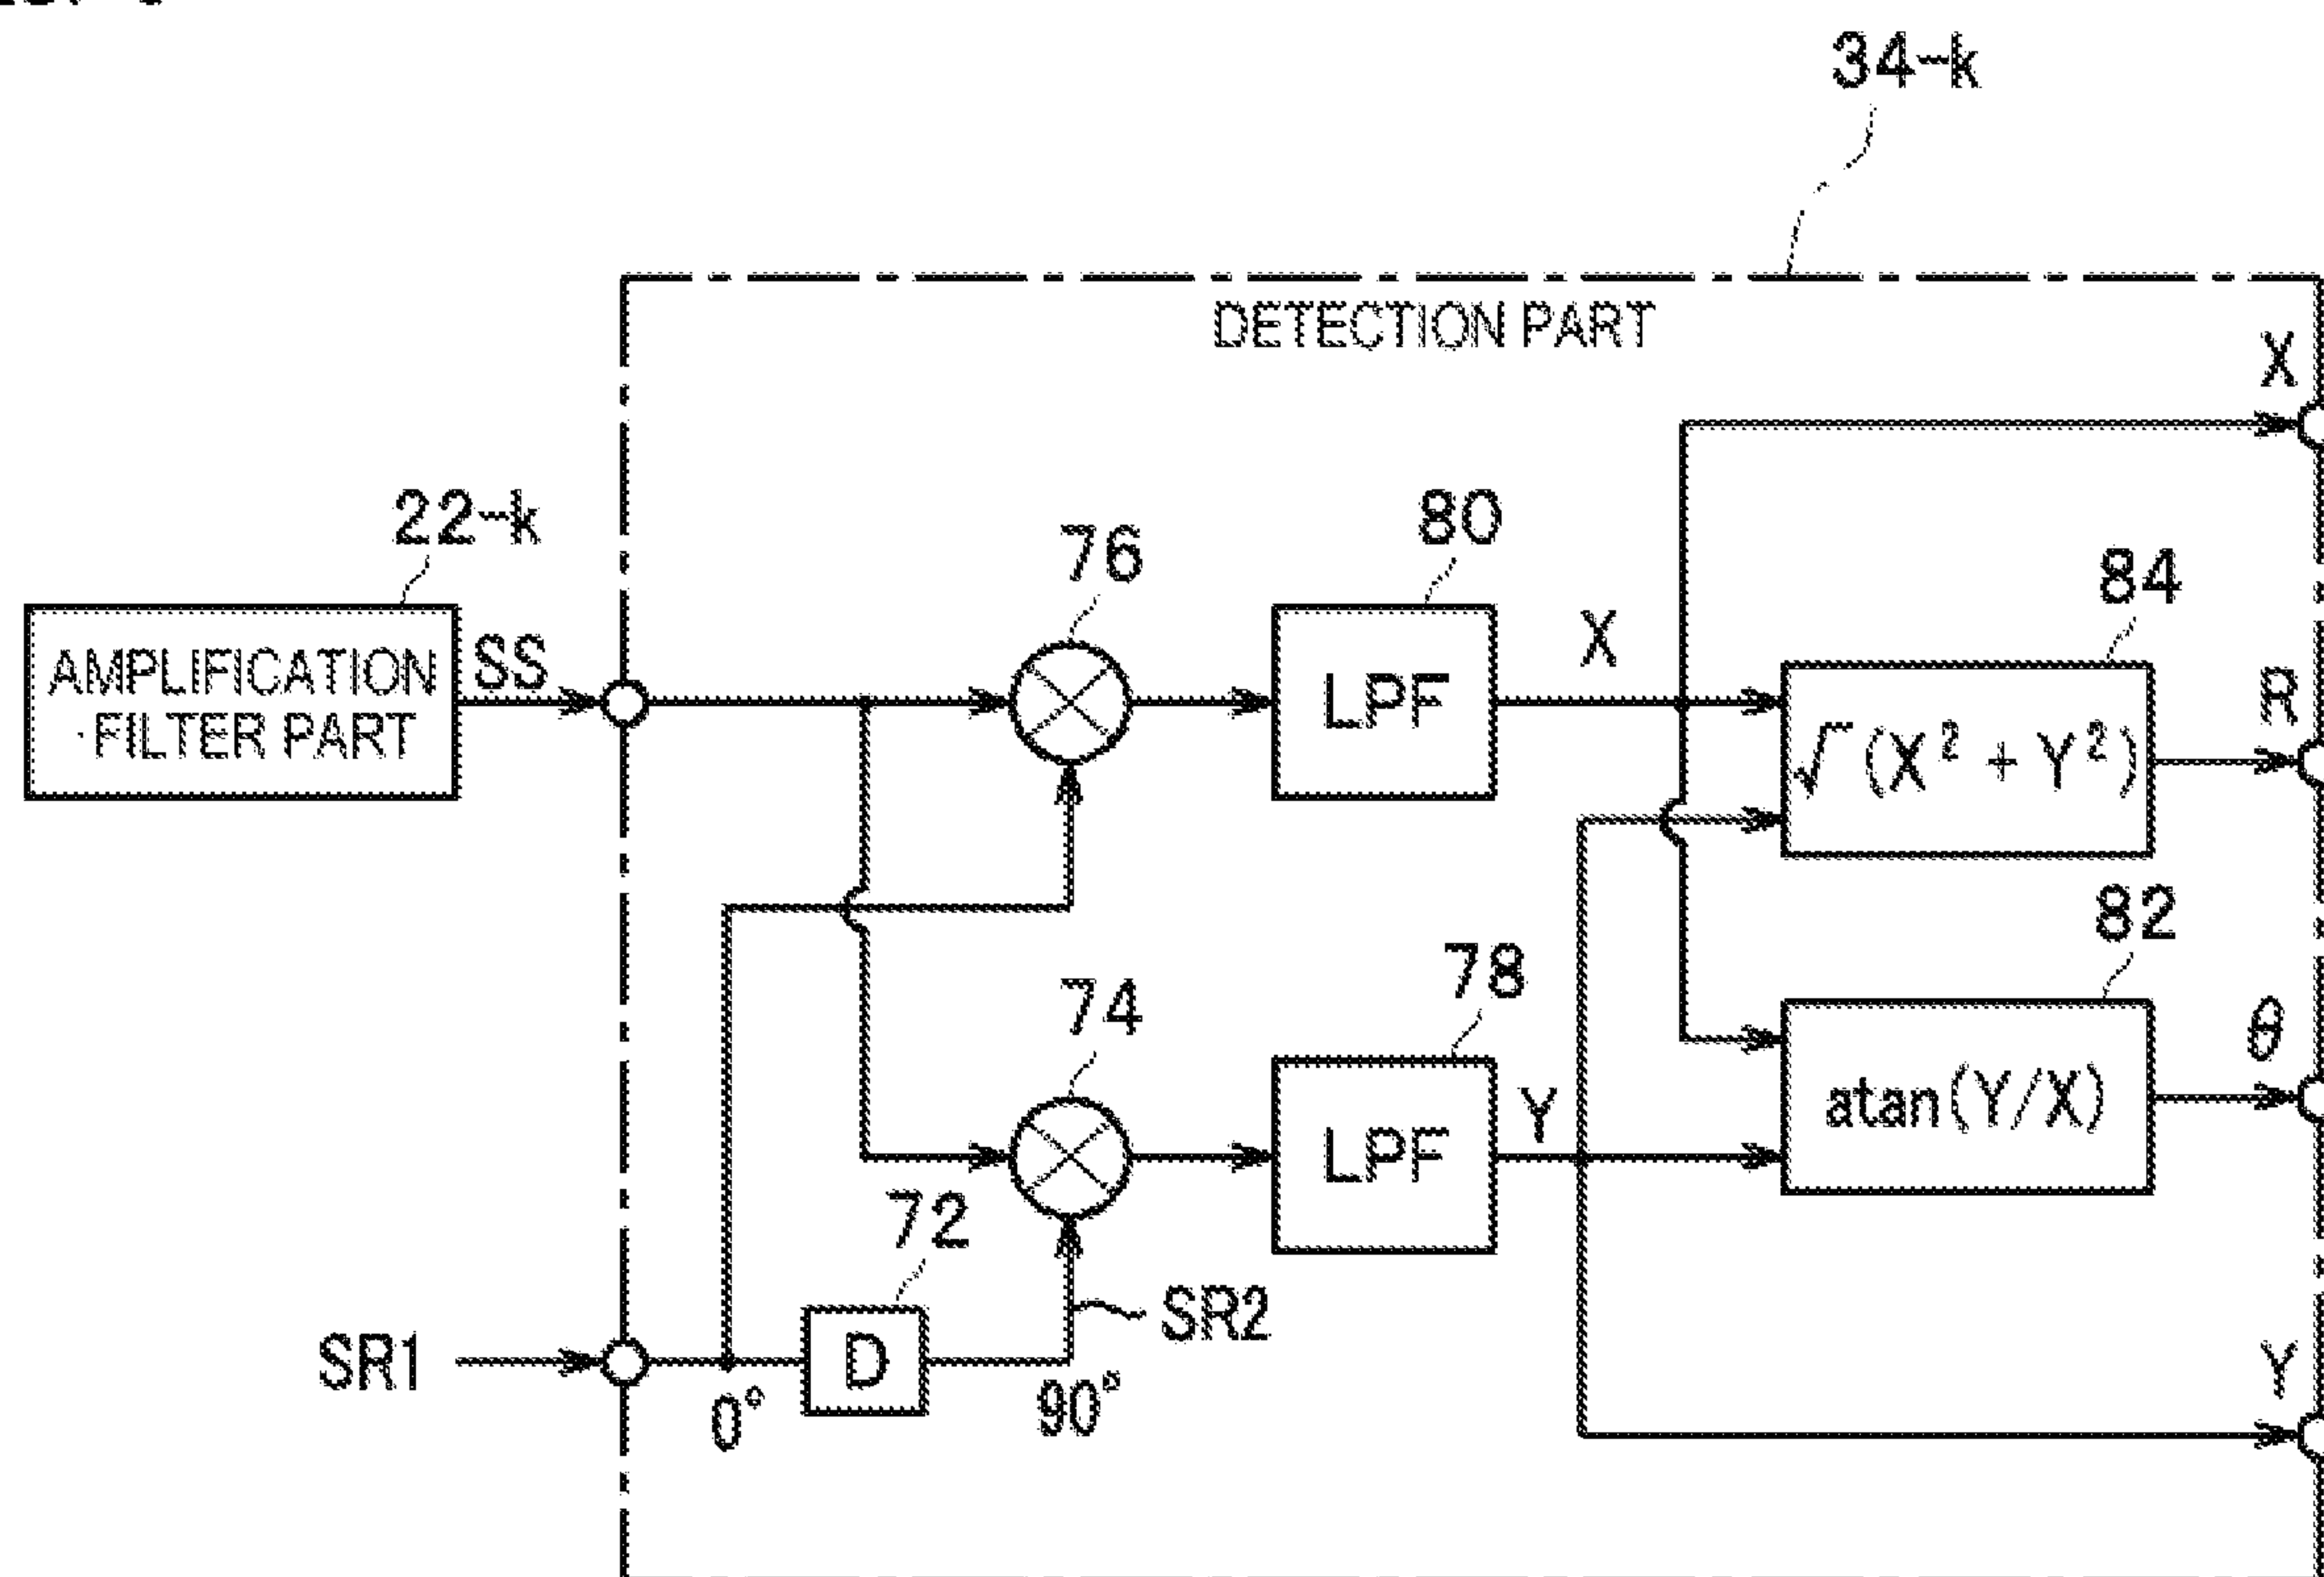 34-k
DETECTION PART
X
22-k
76
80
84
AMPLIFICATION
·FILTER PART
SS
LPF
X
√(X² + Y²)
R
82
74
78
θ
LPF
Y
atan(Y/X)
72
SR2
SR1
D
0°
90°
Y